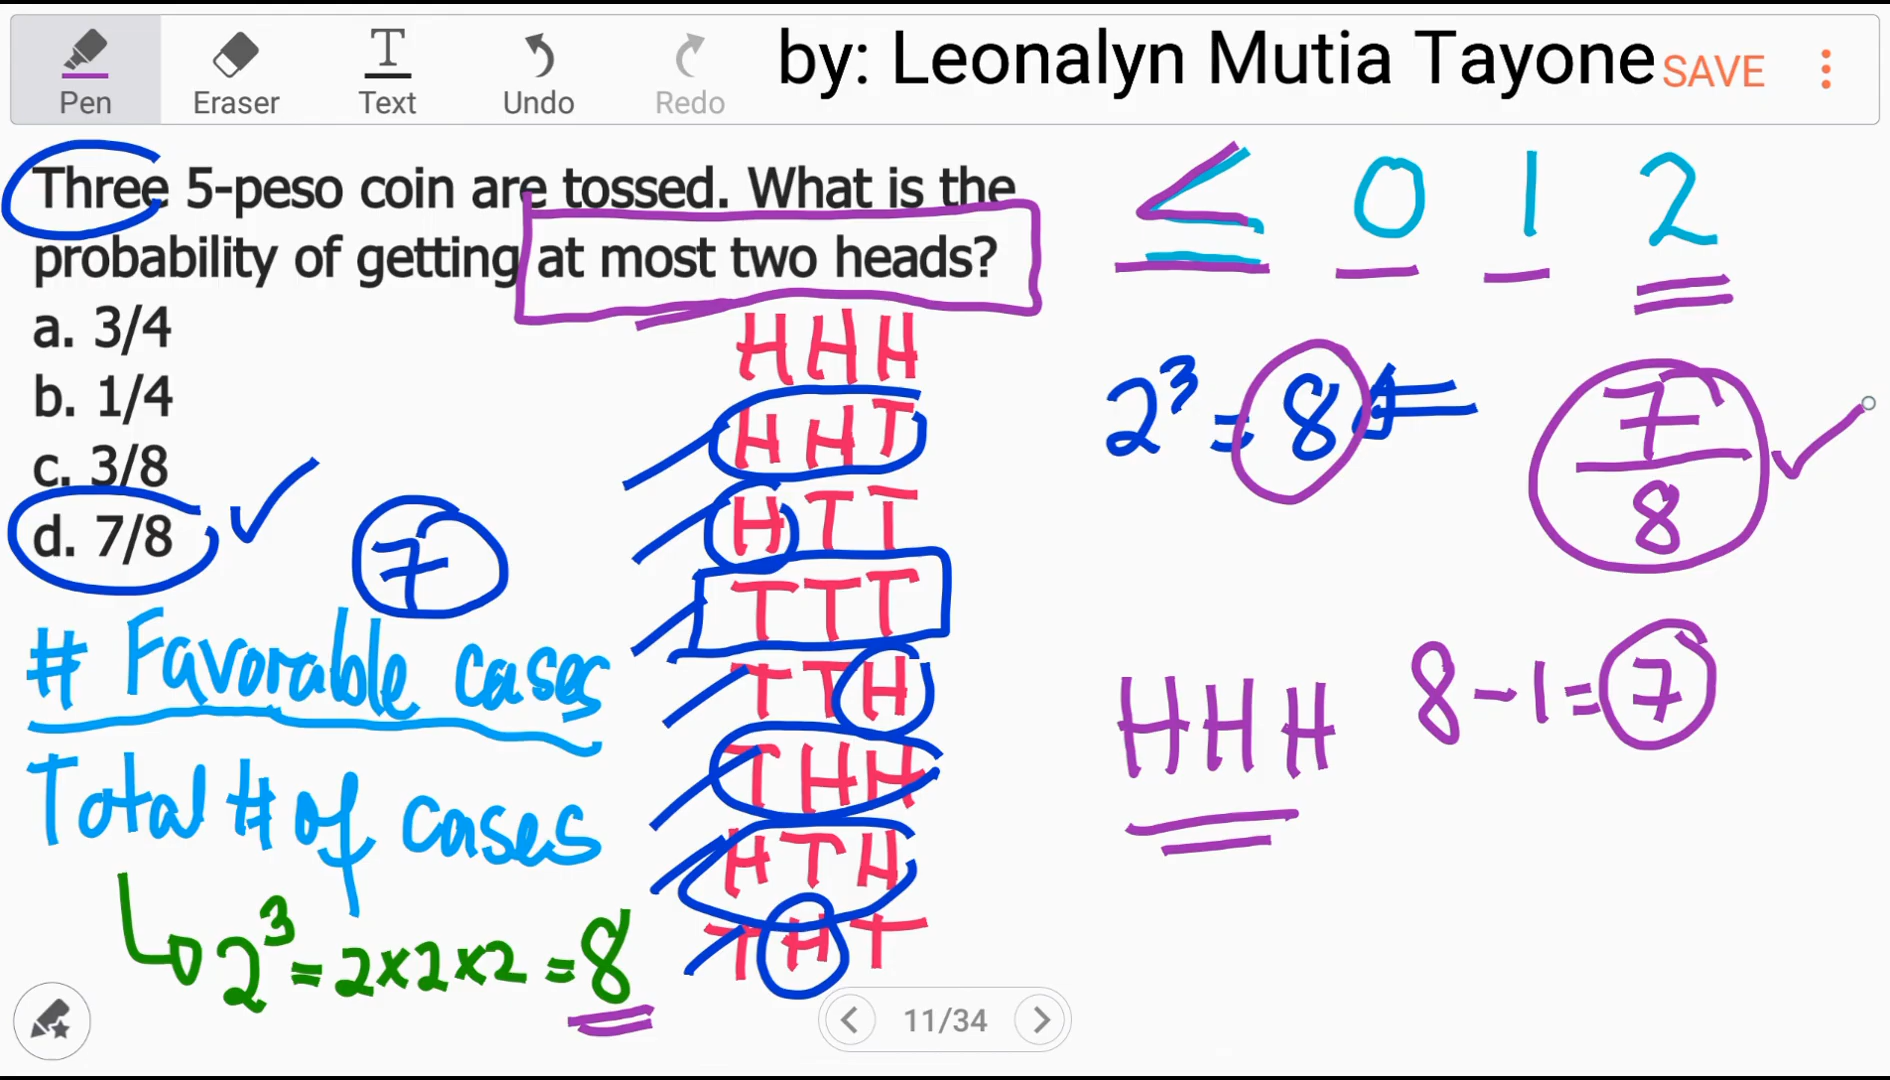 Pen Eraser Text Undo Redo by: Leonalyn Mutia Tayone SAVE
Three 5-peso coin are tossed. What is the
probability of getting at most two heads?
a. 3/4
b. 1/4
c. 3/8
d. 7/8
7
# Favorable cases
Total # of cases
2³ = 2×2×2 = 8
HHH
HHT
HTT
TTT
TTH
THH
HTH
THT
≤ 0 1 2
2³ = 8
7
8
HHH 8-1=7
11/34